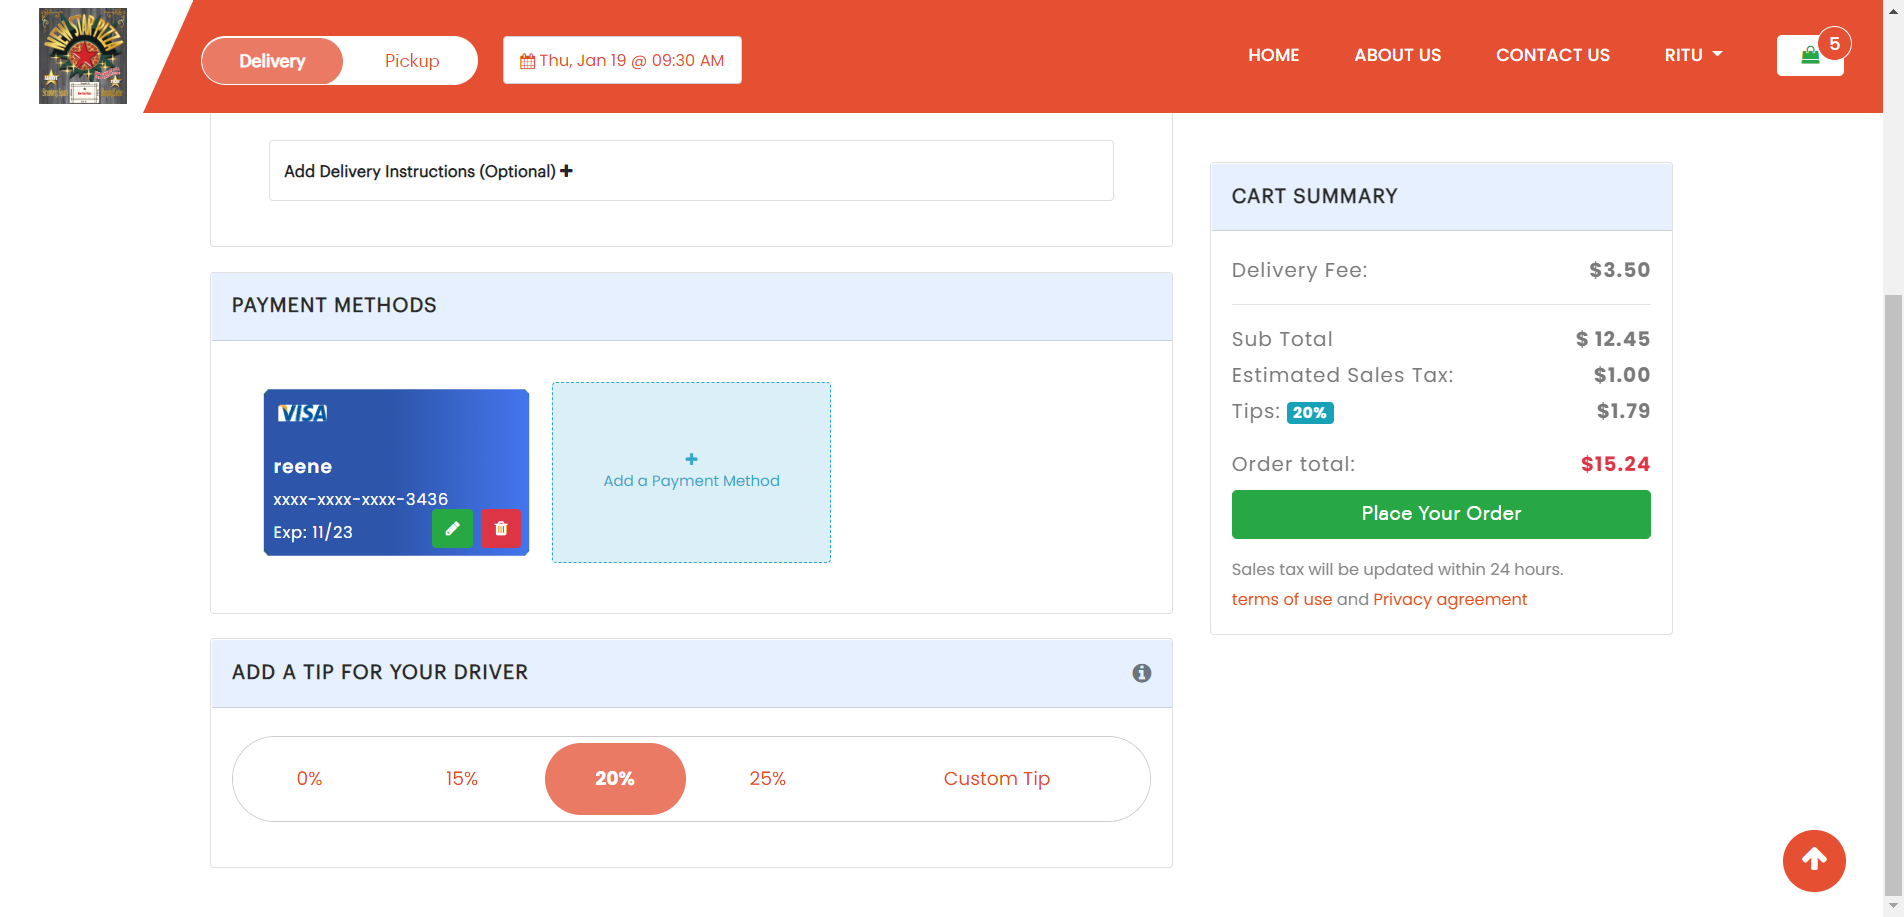 NEW STAR PIZZA
Delivery
Pickup
Thu, Jan 19 @ 09:30 AM
HOME
ABOUT US
CONTACT US
RITU
5
Add Delivery Instructions (Optional)
PAYMENT METHODS
VISA
reene
xxxx-xxxx-xxxx-3436
Exp: 11/23
Add a Payment Method
ADD A TIP FOR YOUR DRIVER
0%
15%
20%
25%
Custom Tip
CART SUMMARY
Delivery Fee: $3.50
Sub Total $ 12.45
Estimated Sales Tax: $1.00
Tips: 20% $1.79
Order total: $15.24
Place Your Order
Sales tax will be updated within 24 hours.
terms of use and Privacy agreement